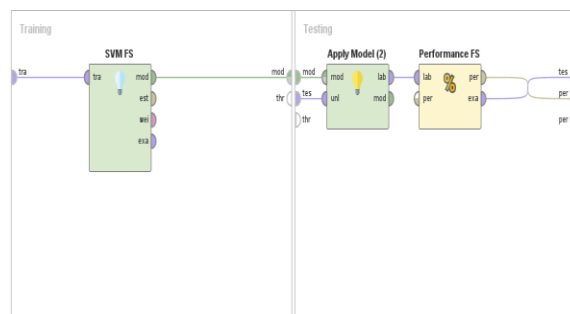 Training
Testing
SVM FS
Apply Model (2)
Performance FS
tra
tra
mod
mod
mod
mod
lab
lab
per
tes
est
thr
tes
unl
mod
per
exa
per
wei
thr
per
exa